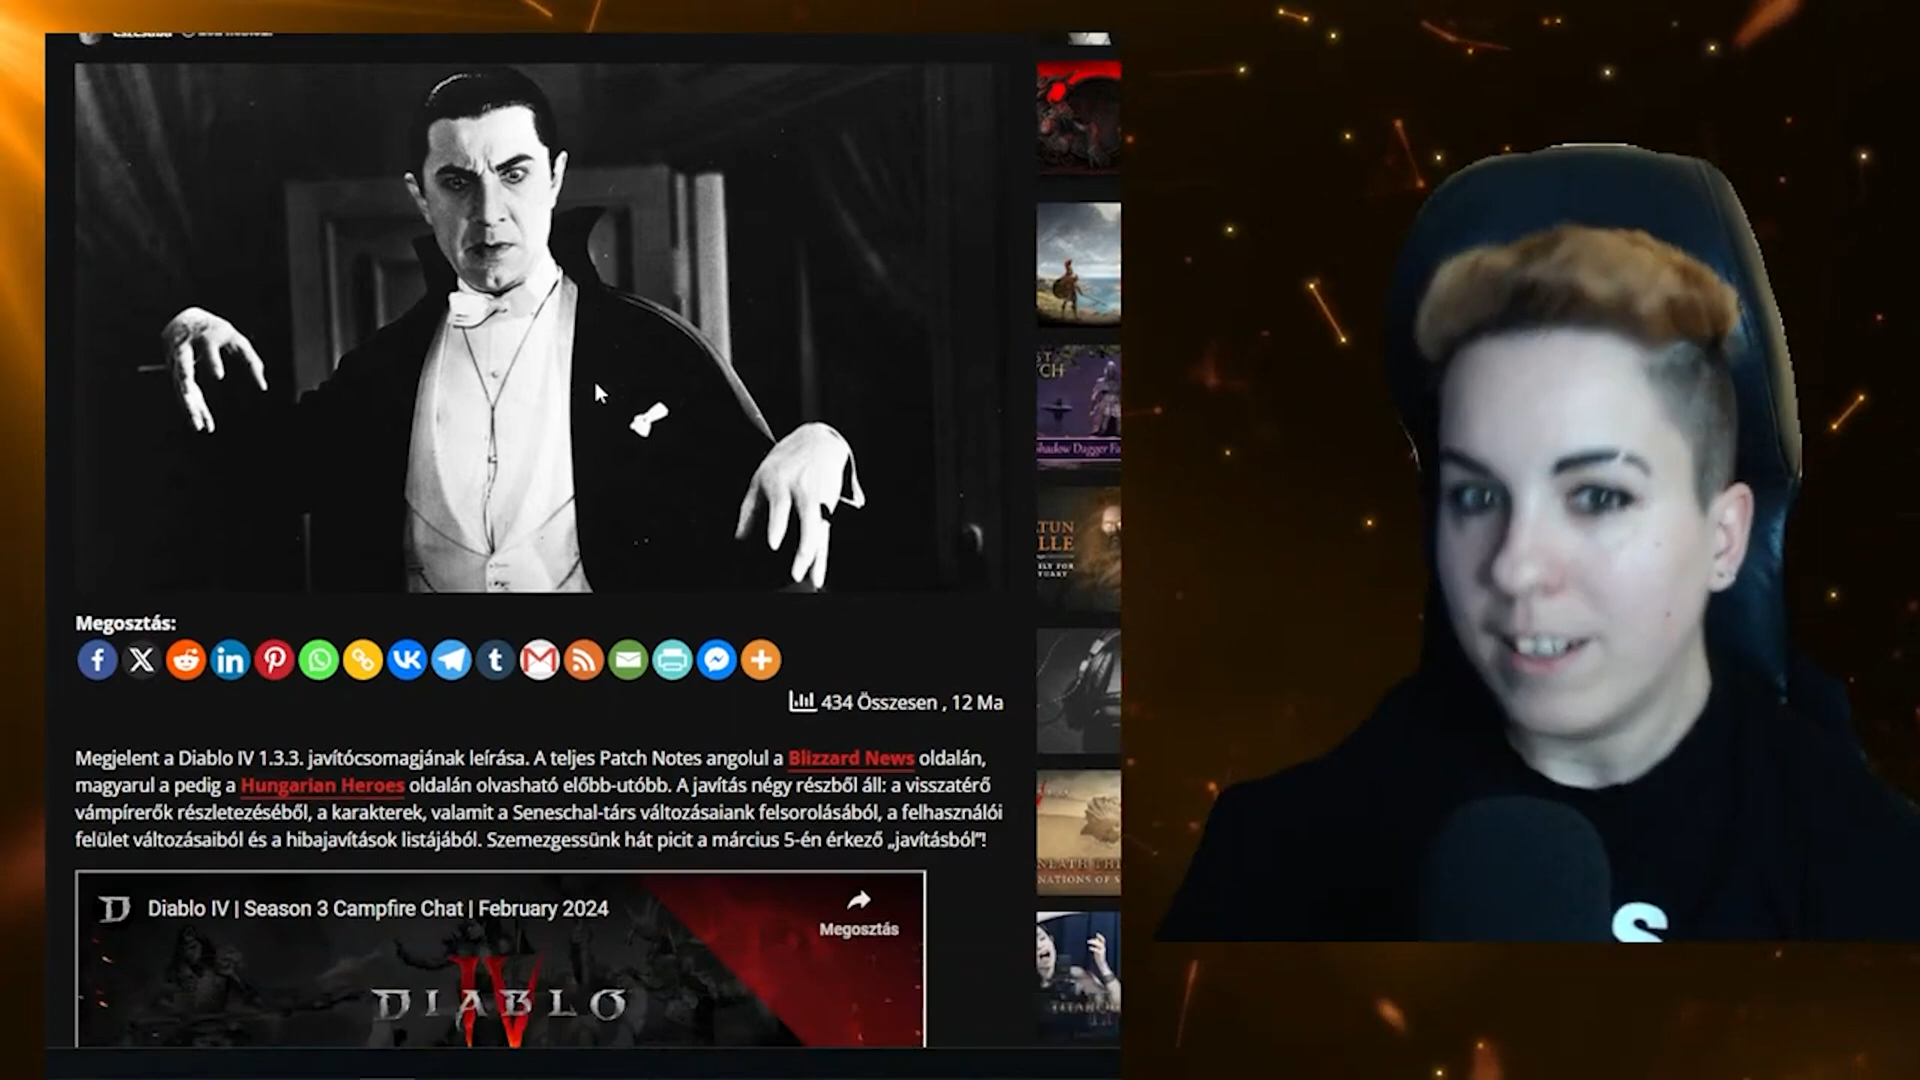 Megosztás:
434 Összesen , 12 Ma
Megjelent a Diablo IV 1.3.3. javítócsomagjának leírása. A teljes Patch Notes angolul a Blizzard News oldalán,
magyarul a pedig a Hungarian Heroes oldalán olvasható előbb-utóbb. A javítás négy részből áll: a visszatérő
vámpírerők részletezéséből, a karakterek, valamit a Seneschal-társ változásaiank felsorolásából, a felhasználói
felület változásaiból és a hibajavítások listájából. Szemezgessünk hát picit a március 5-én érkező „javításból”!
Diablo IV | Season 3 Campfire Chat | February 2024
Megosztás
DIABLO
IV
Shadow Dagger
S